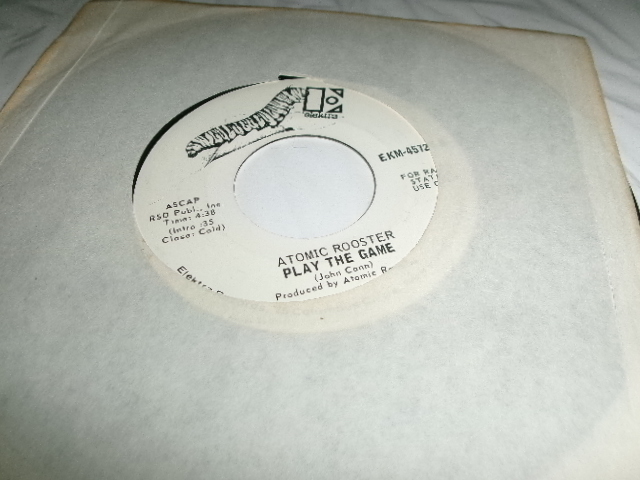 elektra
EKM-4572
FOR RA
STATI
USE O
ASCAP
RSO Publ., Inc
Time: 4:38
(Intro :35
Close: Cold)
ATOMIC ROOSTER
PLAY THE GAME
(John Cann)
Produced by Atomic R
Elektra